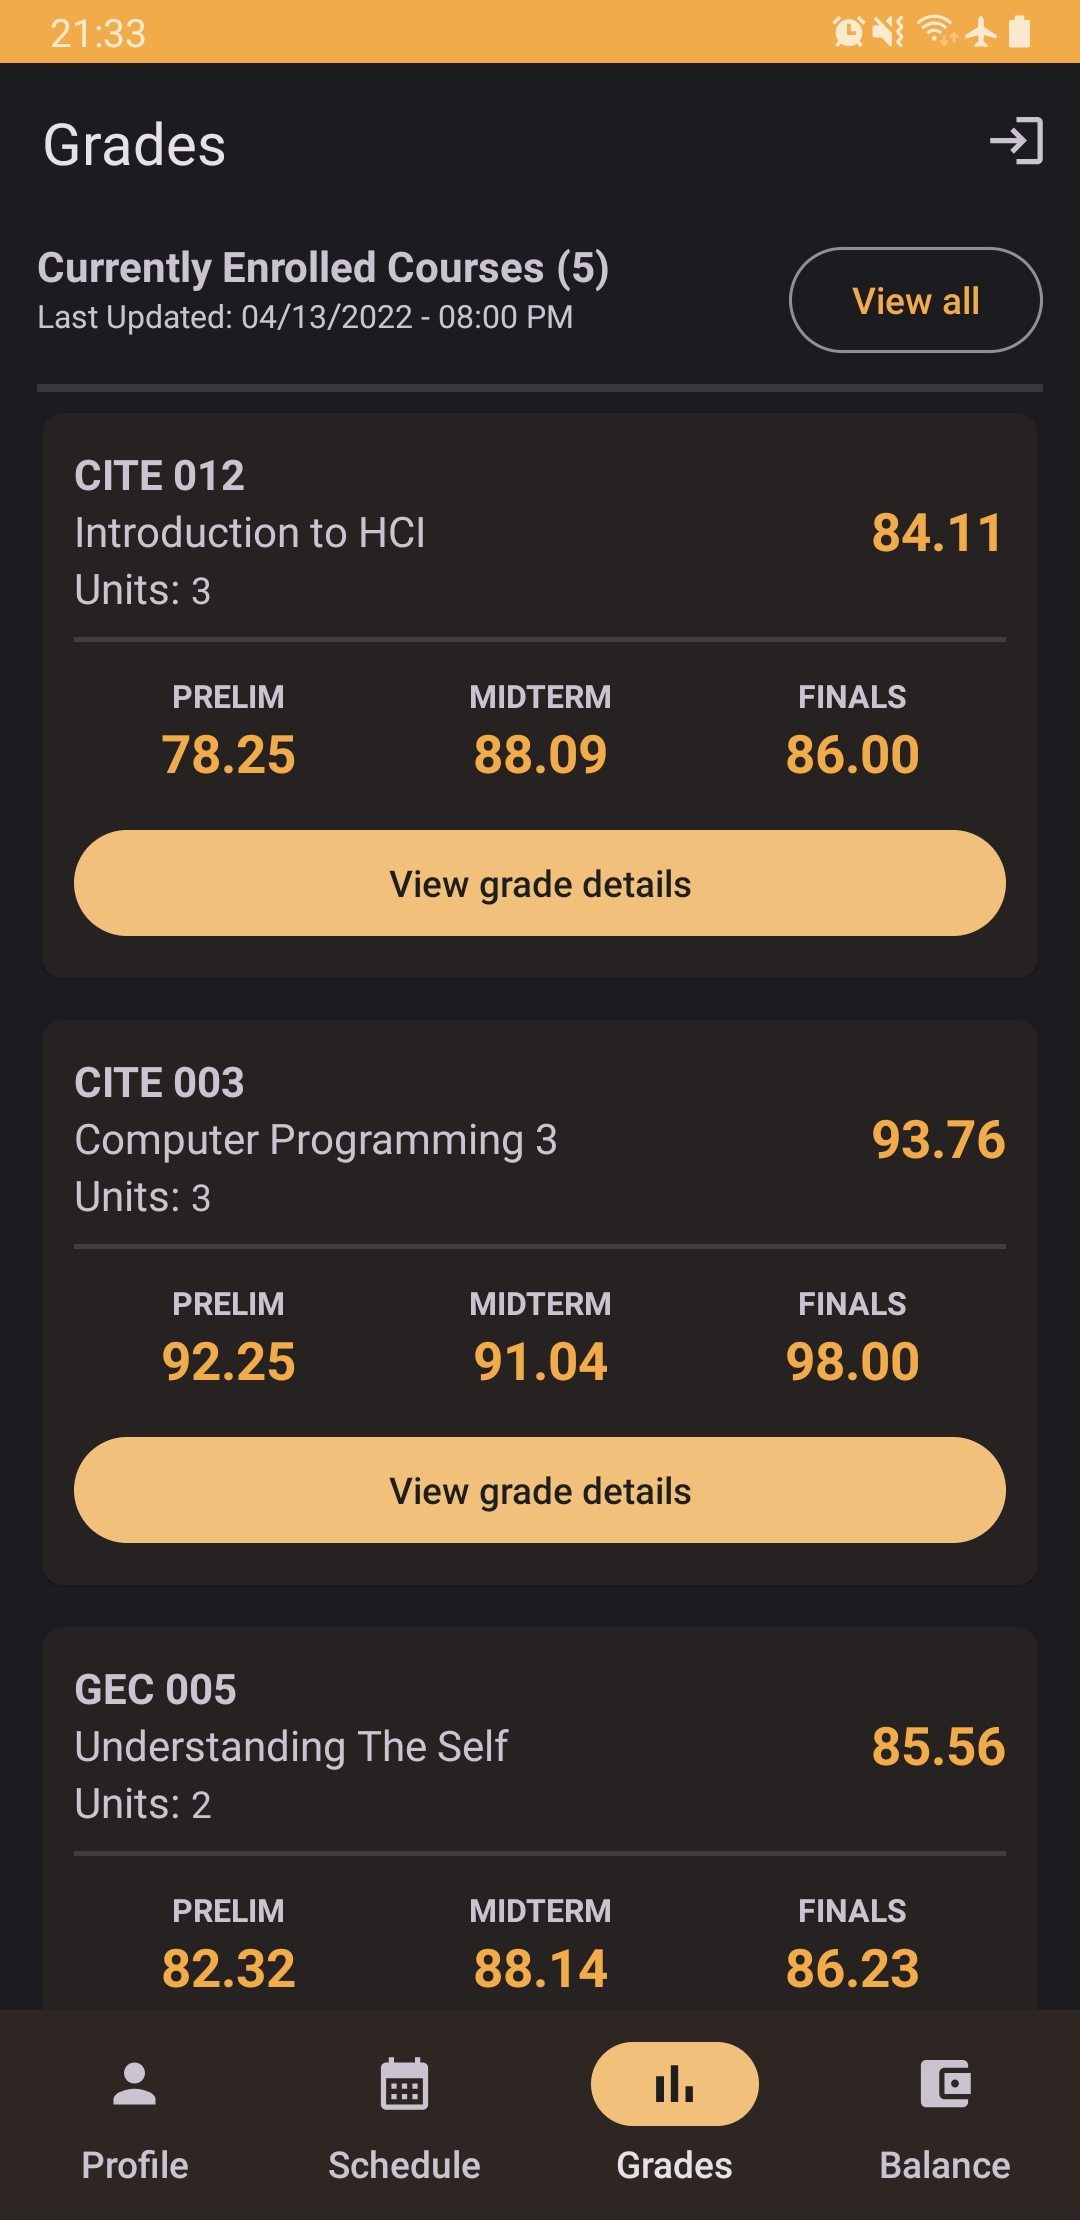 21:33
Grades
Currently Enrolled Courses (5)
Last Updated: 04/13/2022 - 08:00 PM
View all
CITE 012
Introduction to HCI
84.11
Units: 3
PRELIM MIDTERM FINALS
78.25 88.09 86.00
View grade details
CITE 003
Computer Programming 3
93.76
Units: 3
PRELIM MIDTERM FINALS
92.25 91.04 98.00
View grade details
GEC 005
Understanding The Self
85.56
Units: 2
PRELIM MIDTERM FINALS
82.32 88.14 86.23
Profile Schedule Grades Balance